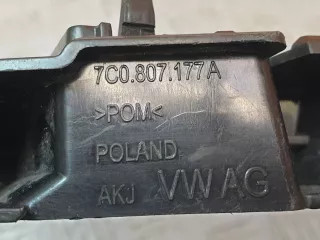 7C0.807.177A
>POM<
POLAND
AKJ VW AG